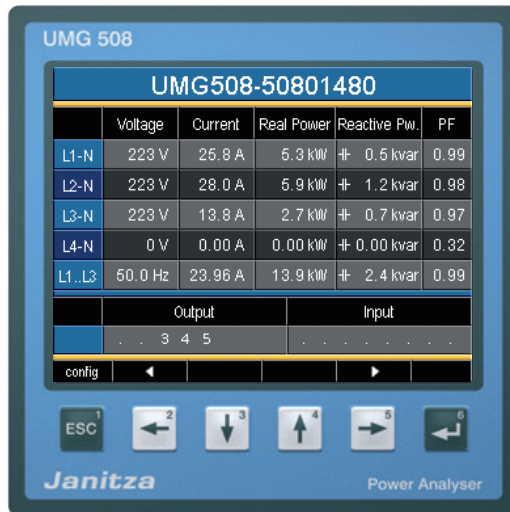 UMG 508
UMG508-50801480
Voltage Current Real Power Reactive Pw. PF
L1-N 223 V 25.8 A 5.3 kW 0.5 kvar 0.99
L2-N 223 V 28.0 A 5.9 kW 1.2 kvar 0.98
L3-N 223 V 13.8 A 2.7 kW 0.7 kvar 0.97
L4-N 0 V 0.00 A 0.00 kW 0.00 kvar 0.32
L1..L3 50.0 Hz 23.96 A 13.9 kW 2.4 kvar 0.99
Output Input
. . 3 4 5 . . . . . . . .
config
ESC 1 2 3 4 5 6
Janitza Power Analyser